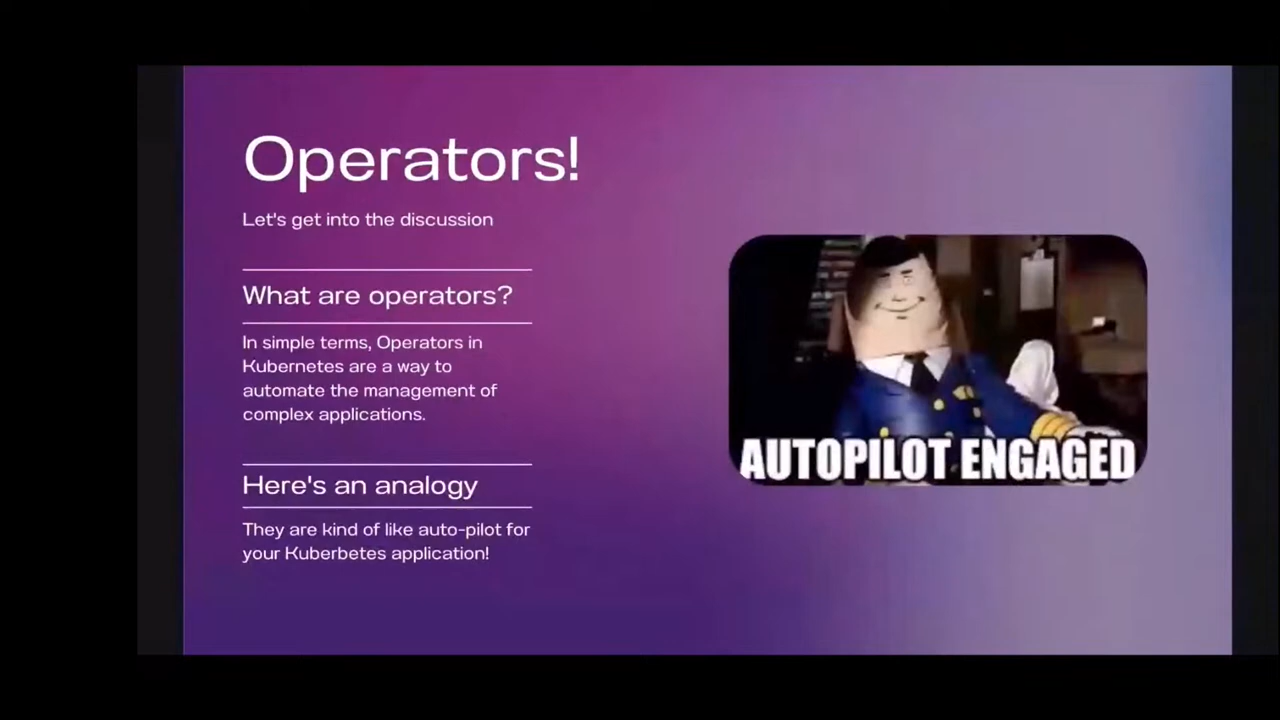 Operators!
Let's get into the discussion
What are operators?
In simple terms, Operators in
Kubernetes are a way to
automate the management of
complex applications.
Here's an analogy
They are kind of like auto-pilot for
your Kuberbetes application!
AUTOPILOT ENGAGED